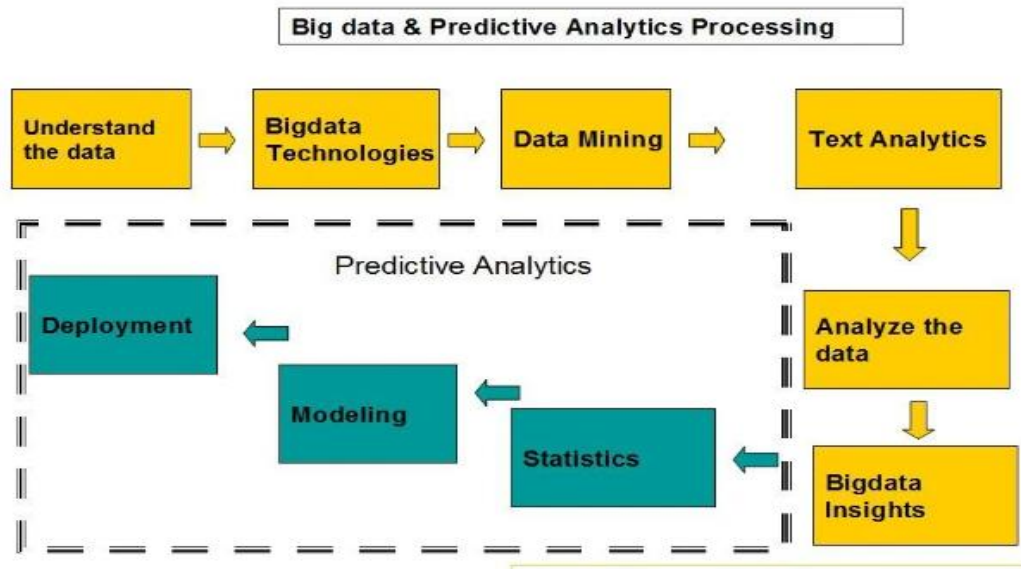 Big data & Predictive Analytics Processing
Understand
the data
Bigdata
Technologies
Data Mining
Text Analytics
Analyze the
data
Bigdata
Insights
Predictive Analytics
Statistics
Modeling
Deployment